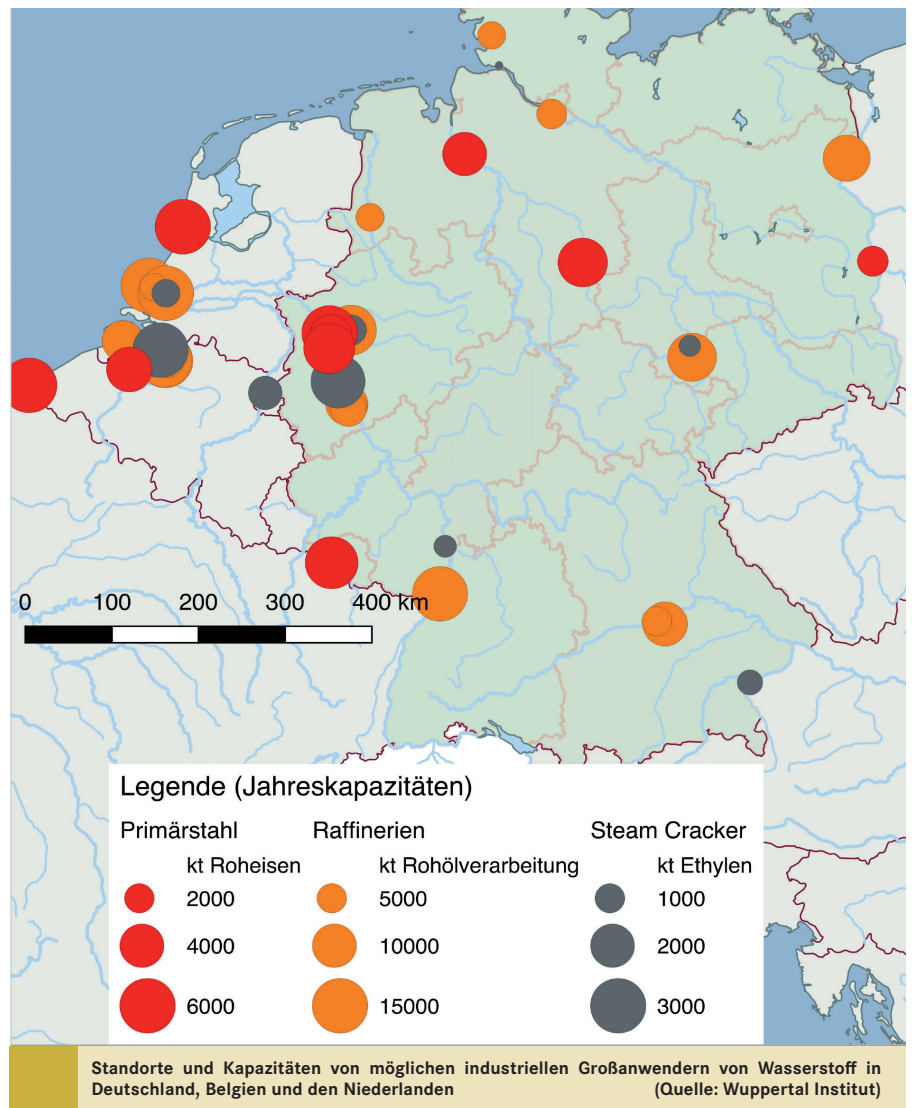 0 100 200 300 400 km
Legende (Jahreskapazitäten)
Primärstahl Raffinerien Steam Cracker
kt Roheisen kt Rohölverarbeitung kt Ethylen
2000 5000 1000
4000 10000 2000
6000 15000 3000
Standorte und Kapazitäten von möglichen industriellen Großanwendern von Wasserstoff in
Deutschland, Belgien und den Niederlanden (Quelle: Wuppertal Institut)